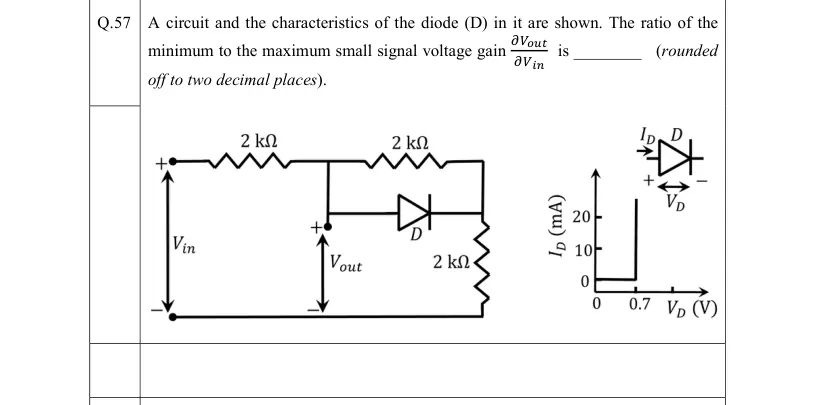 Q.57 A circuit and the characteristics of the diode (D) in it are shown. The ratio of the
minimum to the maximum small signal voltage gain ∂Vout/∂Vin is ________ (rounded
off to two decimal places).
2 kΩ
2 kΩ
+
Vin
−
+
Vout
−
D
2 kΩ
ID
D
+
−
VD
ID (mA)
20
10
0
0
0.7
VD (V)